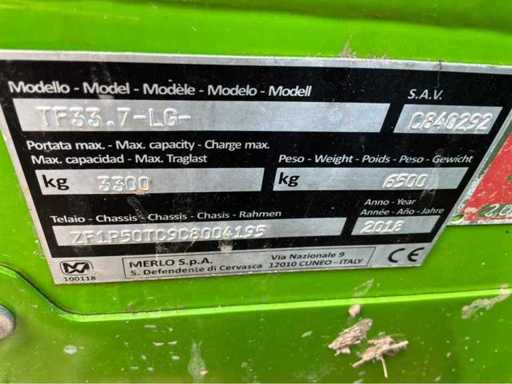 Modello - Model - Modèle - Modelo - Modell
S.A.V.
TF33.7-LG-
C840292
Portata max. - Max. capacity - Charge max.
Max. capacidad - Max. Traglast
Peso - Weight - Poids - Peso - Gewicht
kg 3300
kg 6500
Telaio - Chassis - Chassis - Chasis - Rahmen
Anno - Year
Année - Año - Jahre
ZF1P50TC9C8004195
2018
100118
MERLO S.p.A.
S. Defendente di Cervasca
Via Nazionale 9
12010 CUNEO - ITALY
CE